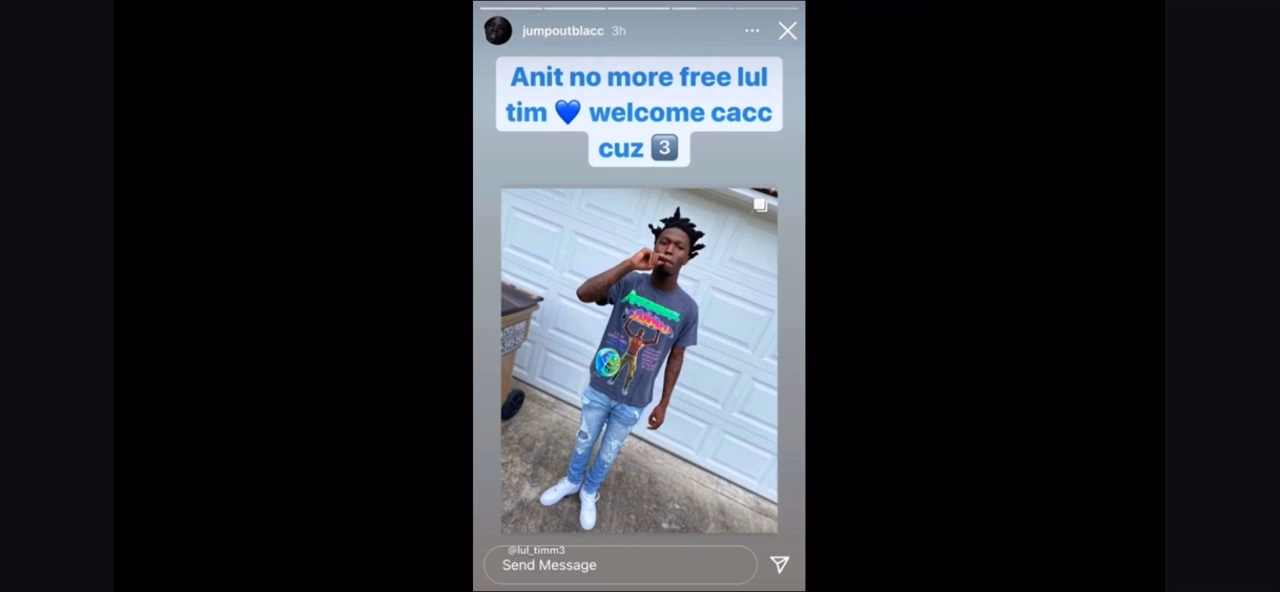 jumpoutblacc 3h
Anit no more free lul
tim 💙 welcome cacc
cuz 3️⃣
@lul_timm3
Send Message